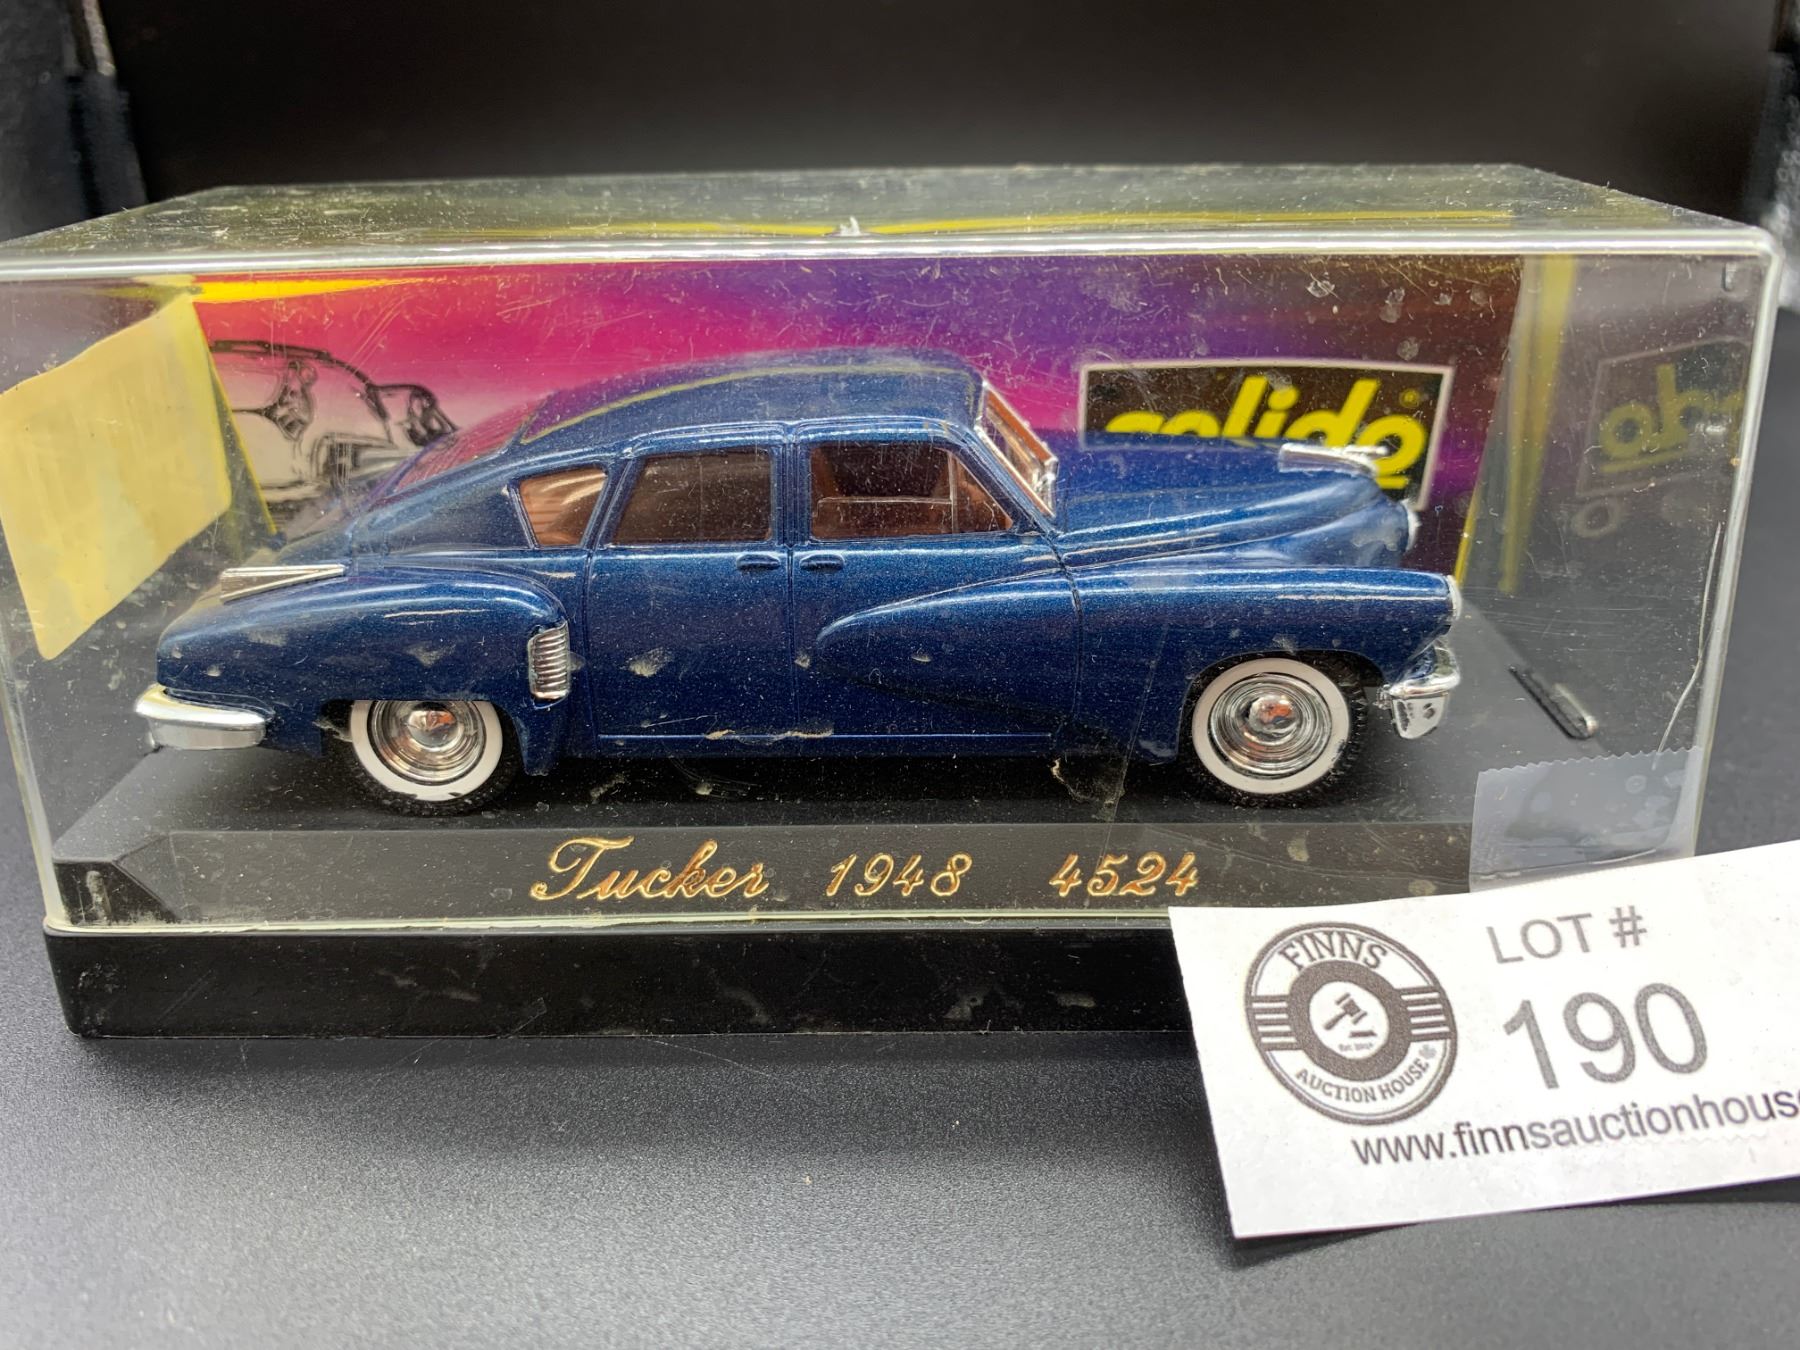 solido
Tucker 1948 4524
FINNS
AUCTION HOUSE
LOT #
190
www.finnsauctionhouse